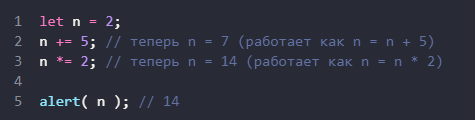 1 let n = 2;
2 n += 5; // теперь n = 7 (работает как n = n + 5)
3 n *= 2; // теперь n = 14 (работает как n = n * 2)
4
5 alert( n ); // 14